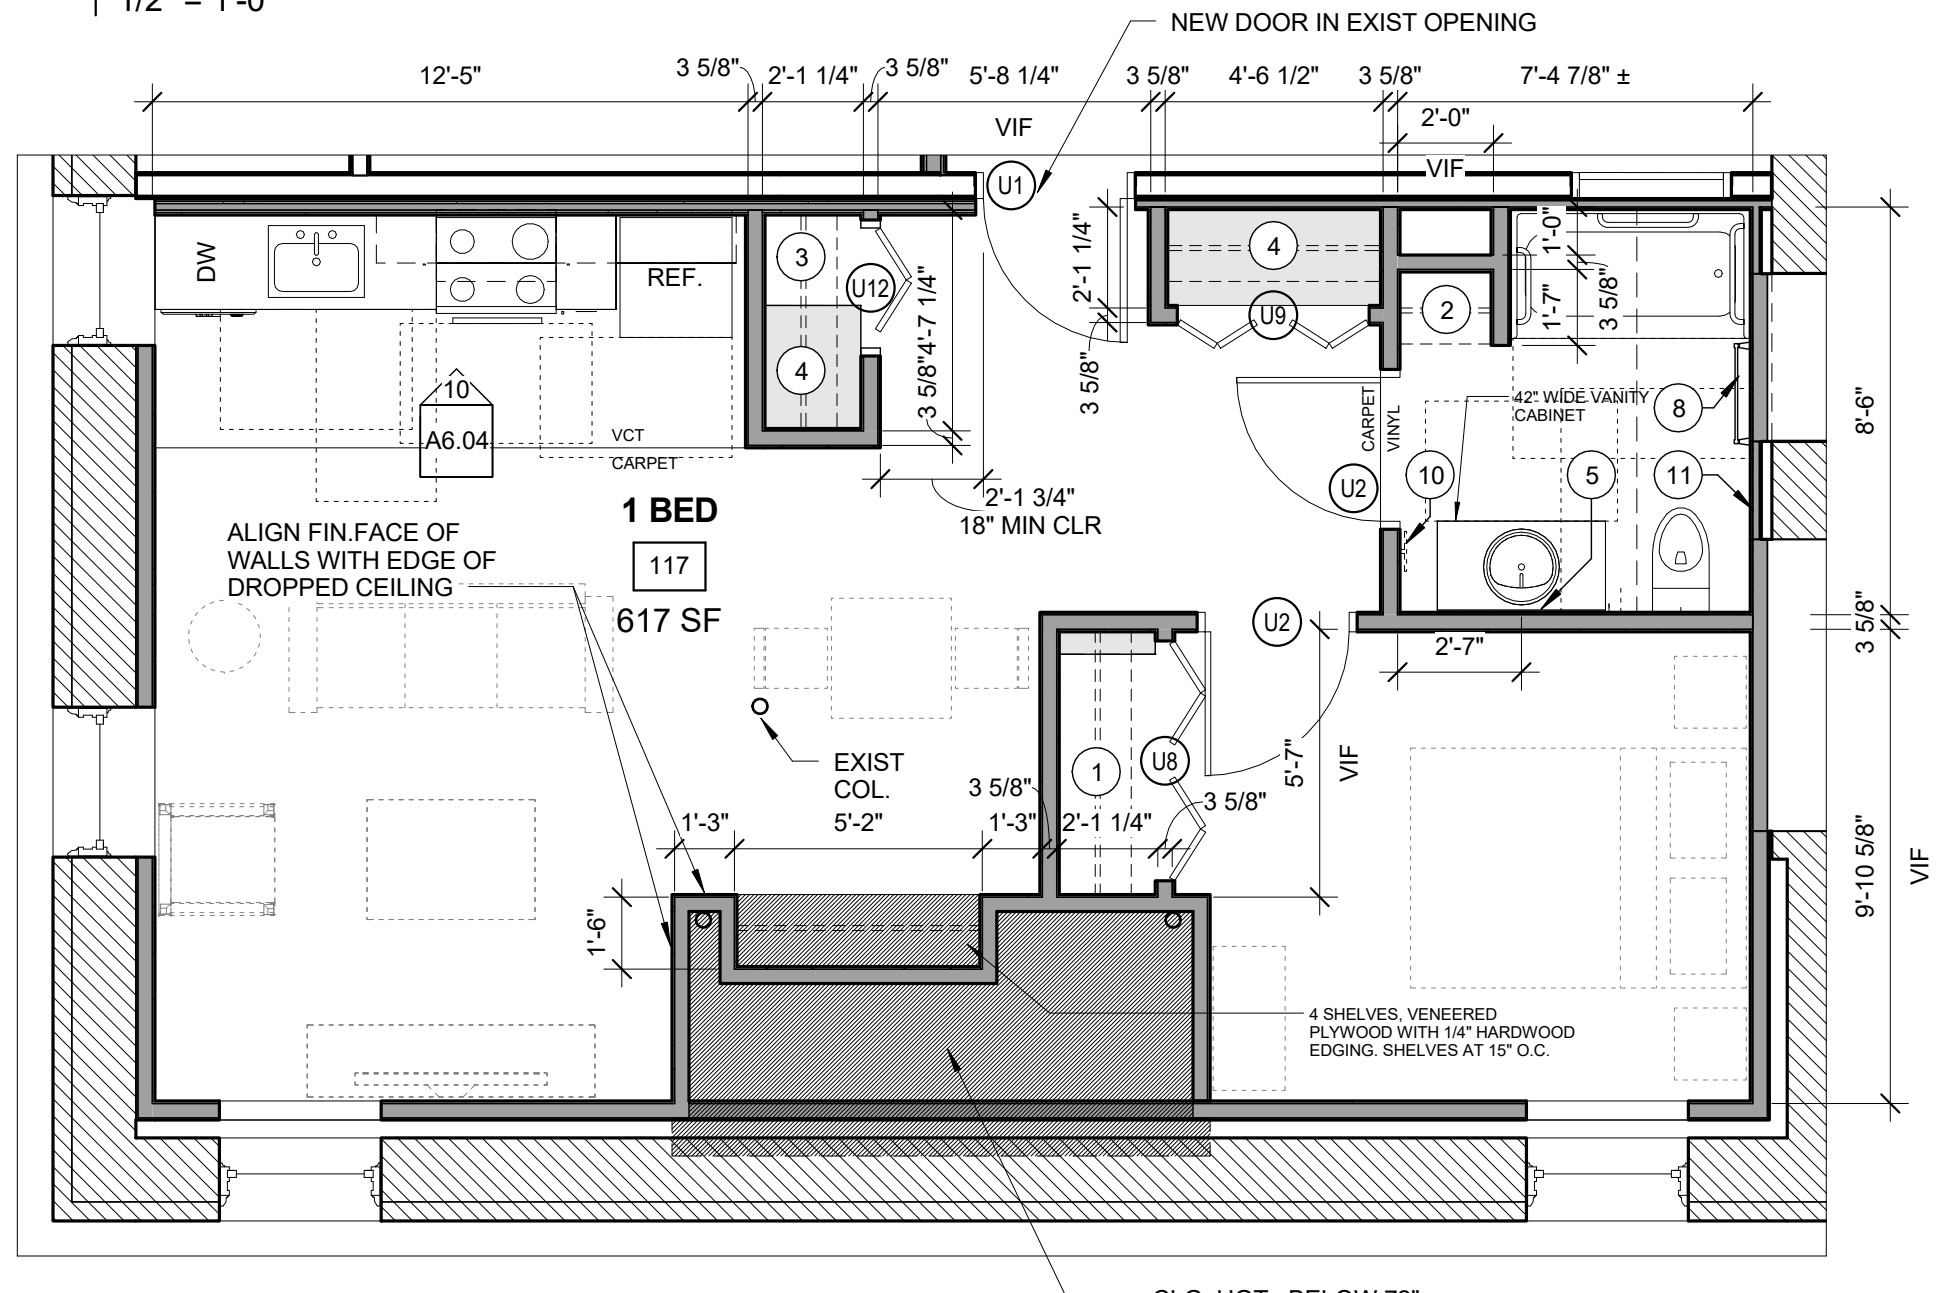 1/2" = 1'-0"
NEW DOOR IN EXIST OPENING
12'-5"
3 5/8"
2'-1 1/4"
3 5/8"
5'-8 1/4"
3 5/8"
4'-6 1/2"
3 5/8"
7'-4 7/8" ±
VIF
2'-0"
VIF
U1
DW
REF.
3
U12
4
4'-7 1/4"
3 5/8"
2'-1 1/4"
3 5/8"
4
U9
2
1'-0"
1'-7"
3 5/8"
8'-6"
10
A6.04
VCT
CARPET
CARPET
VINYL
42" WIDE VANITY
CABINET
8
U2
10
5
11
2'-1 3/4"
18" MIN CLR
1 BED
117
617 SF
ALIGN FIN.FACE OF
WALLS WITH EDGE OF
DROPPED CEILING
U2
2'-7"
3 5/8"
EXIST
COL.
1
U8
5'-7"
VIF
3 5/8"
3 5/8"
1'-3"
5'-2"
1'-3"
2'-1 1/4"
9'-10 5/8"
VIF
1'-6"
4 SHELVES, VENEERED
PLYWOOD WITH 1/4" HARDWOOD
EDGING. SHELVES AT 15" O.C.